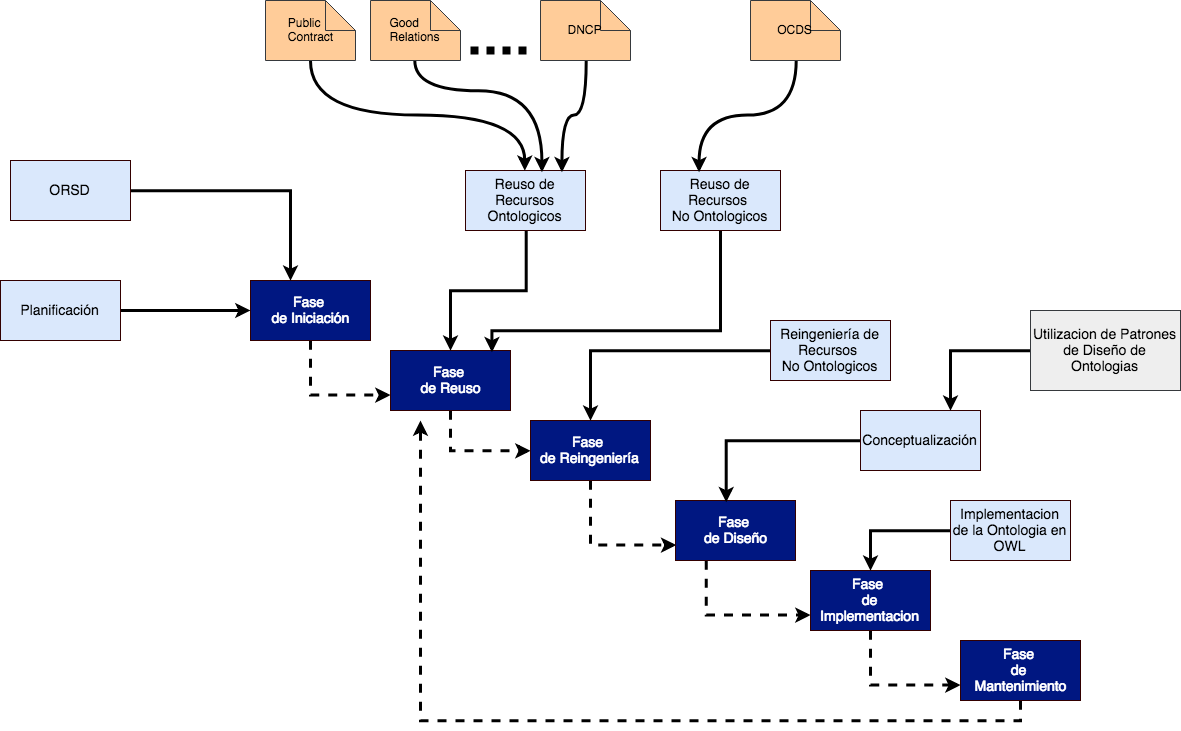 Public
Contract
Good
Relations
DNCP
OCDS
ORSD
Reuso de
Recursos
Ontologicos
Reuso de
Recursos
No Ontologicos
Planificación
Fase
de Iniciación
Fase
de Reuso
Reingeniería de
Recursos
No Ontologicos
Utilizacion de Patrones
de Diseño de
Ontologias
Fase
de Reingeniería
Conceptualización
Fase
de Diseño
Implementacion
de la Ontologia en
OWL
Fase
de
Implementacion
Fase
de
Mantenimiento